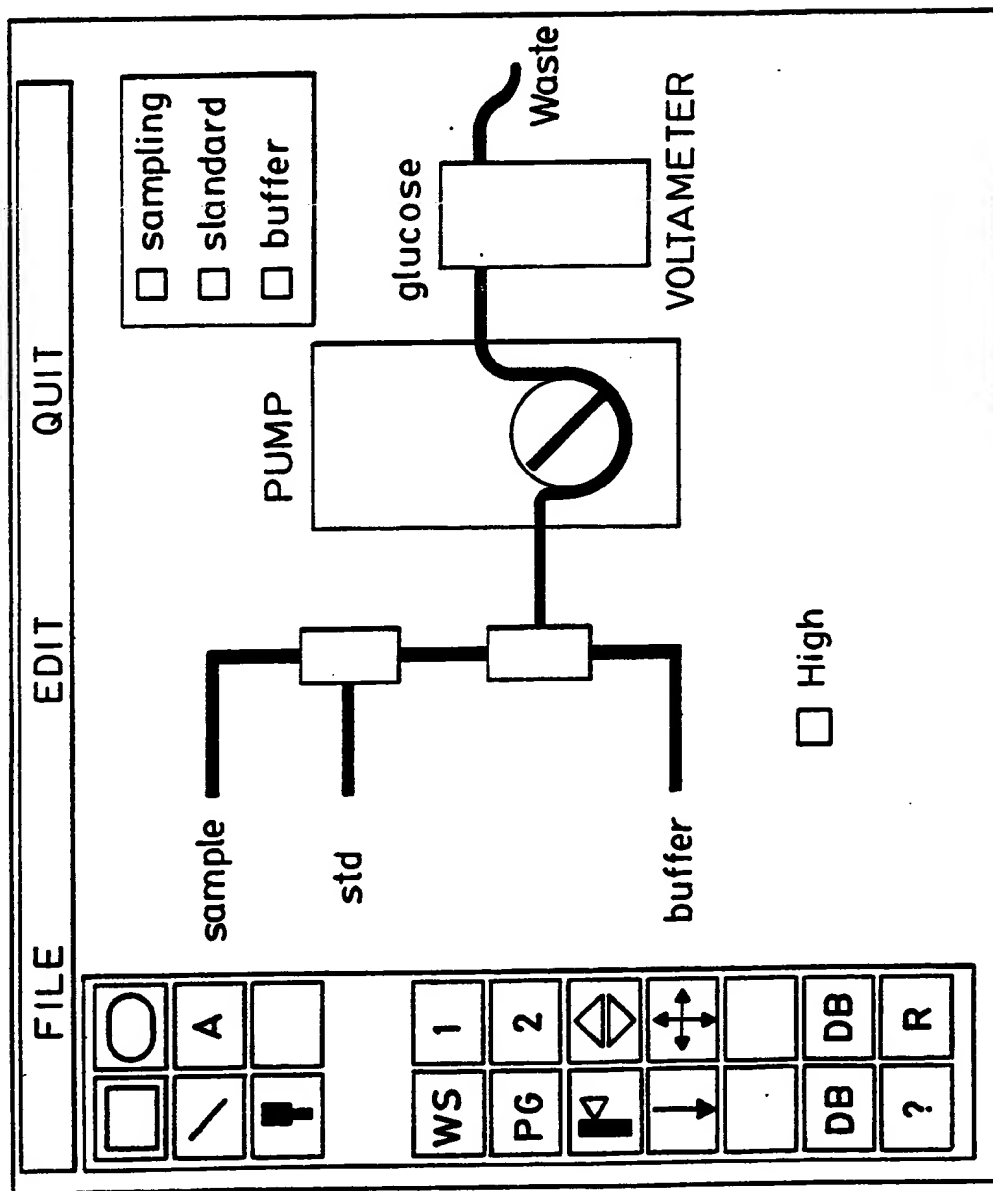 FILE EDIT QUIT
A
WS 1
PG 2
DB DB
? R
sample
std
buffer
PUMP
glucose
VOLTAMETER
Waste
sampling
slandard
buffer
High